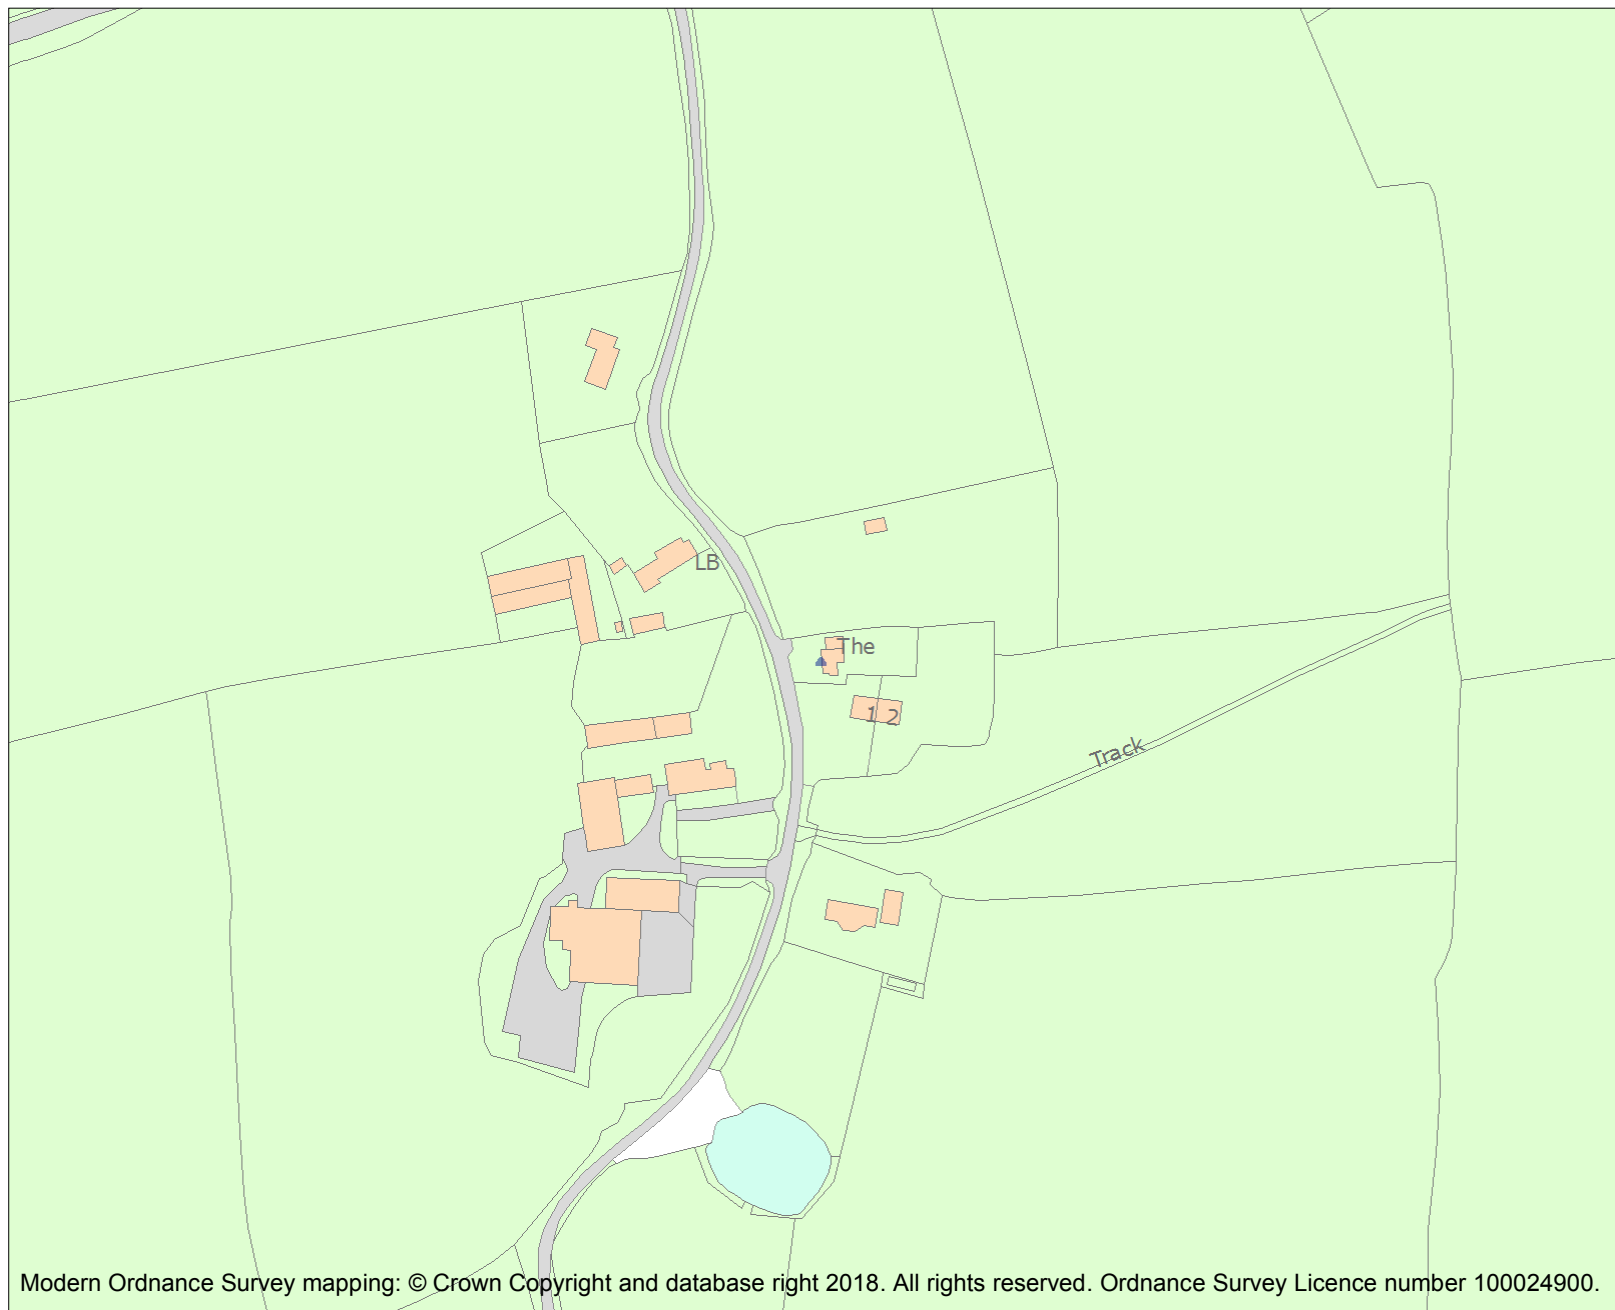 LB
The
1 2
Track
Modern Ordnance Survey mapping: © Crown Copyright and database right 2018. All rights reserved. Ordnance Survey Licence number 100024900.